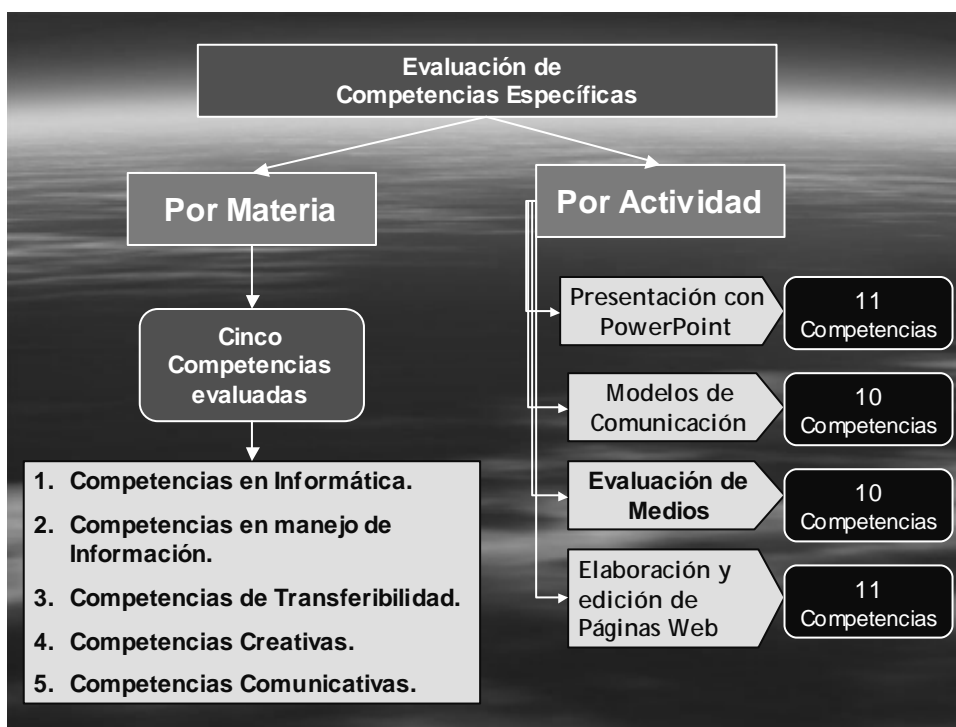 Evaluación de
Competencias Específicas
Por Materia
Cinco
Competencias
evaluadas
1. Competencias en Informática.
2. Competencias en manejo de
Información.
3. Competencias de Transferibilidad.
4. Competencias Creativas.
5. Competencias Comunicativas.
Por Actividad
Presentación con
PowerPoint
11
Competencias
Modelos de
Comunicación
10
Competencias
Evaluación de
Medios
10
Competencias
Elaboración y
edición de
Páginas Web
11
Competencias